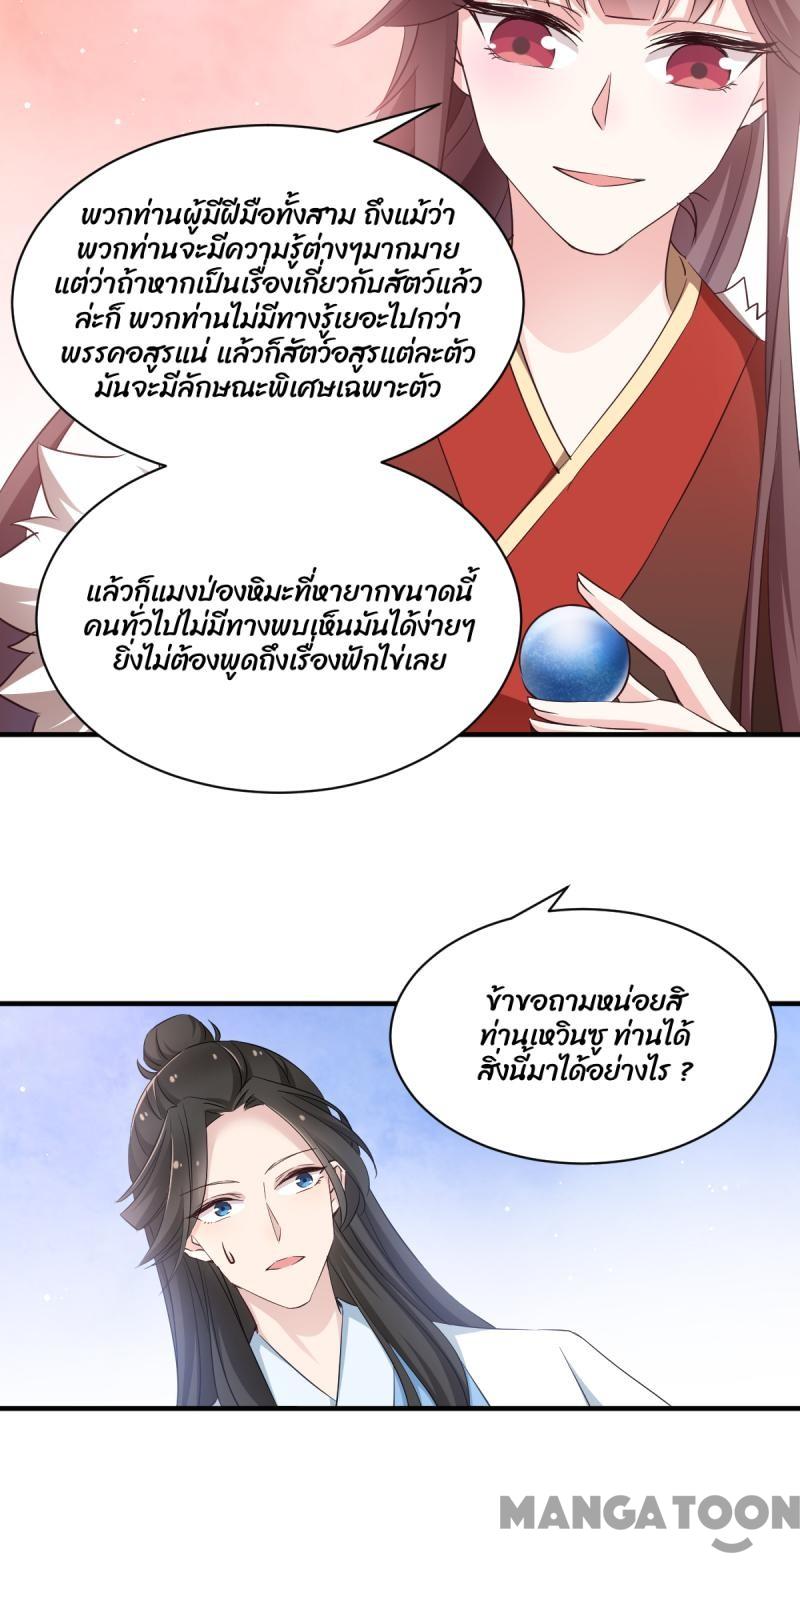 พวกท่านผู้มีฝีมือทั้งสาม ถึงแม้ว่า
พวกท่านจะมีความรู้ต่างๆมากมาย
แต่ว่าถ้าหากเป็นเรื่องเกี่ยวกับสัตว์แล้ว
ล่ะก็ พวกท่านไม่มีทางรู้เยอะไปกว่า
พรรคอสูรแน่ แล้วก็สัตว์อสูรแต่ละตัว
มันจะมีลักษณะพิเศษเฉพาะตัว
แล้วก็แมงป่องหิมะที่หายากขนาดนี้
คนทั่วไปไม่มีทางพบเห็นมันได้ง่ายๆ
ยิ่งไม่ต้องพูดถึงเรื่องฟักไข่เลย
ข้าขอถามหน่อยสิ
ท่านเหวินซู ท่านได้
สิ่งนี้มาได้อย่างไร ?
MANGATOON